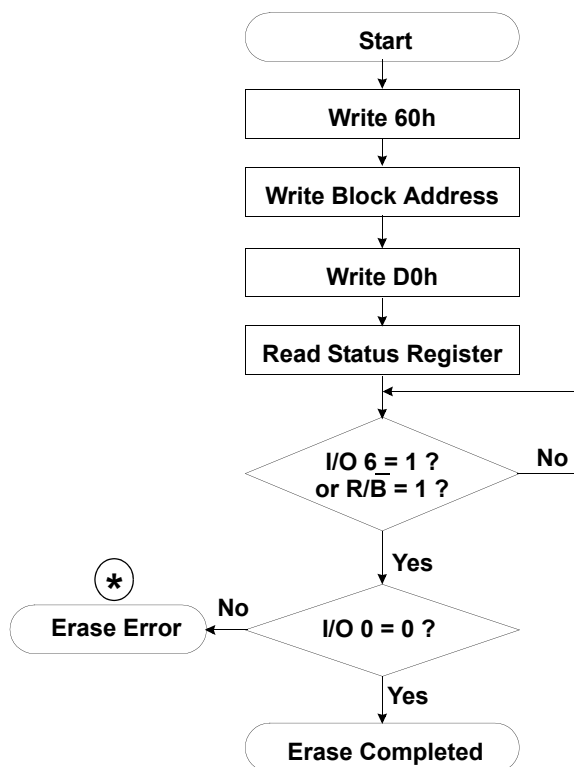 Start
Write 60h
Write Block Address
Write D0h
Read Status Register
I/O 6 = 1 ?
or R/B̅ = 1 ?
No
Yes
*
No
Erase Error
I/O 0 = 0 ?
Yes
Erase Completed